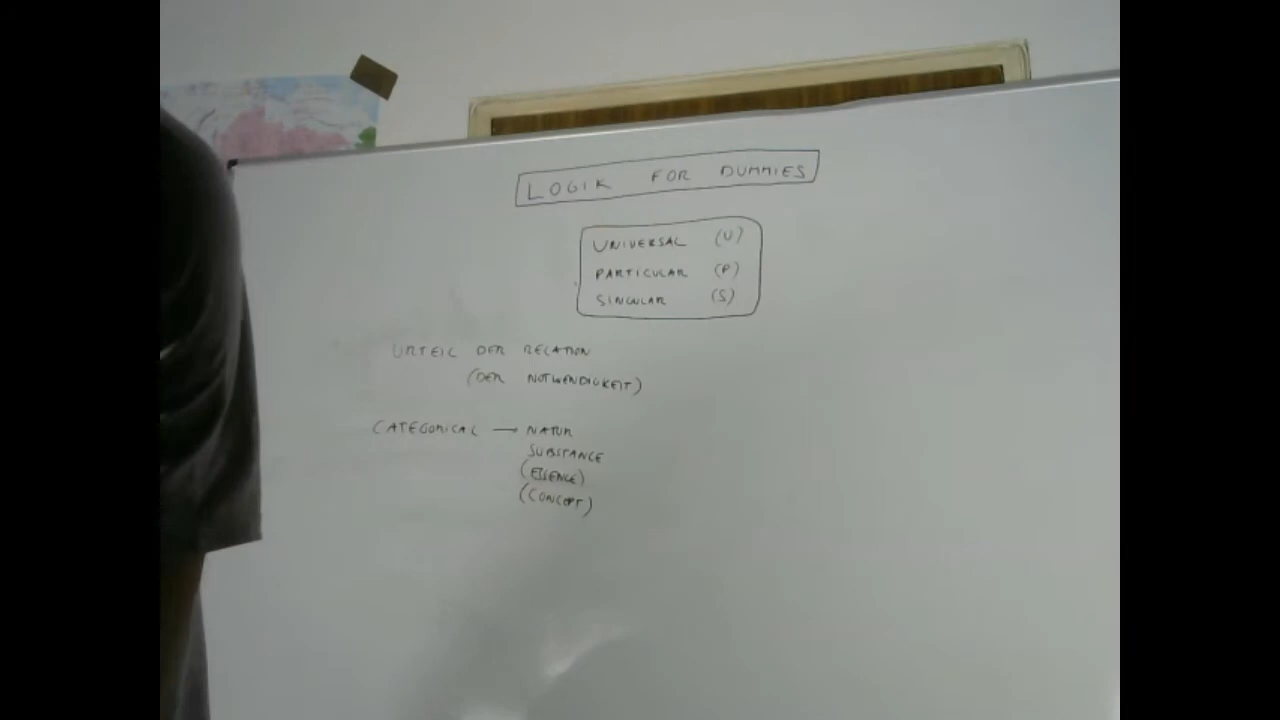 LOGIK FOR DUMMIES
UNIVERSAL (U)
PARTICULAR (P)
SINGULAR (S)
URTEIL DER RELATION
(DER NOTWENDIGKEIT)
CATEGORICAL → NATUR
SUBSTANCE
(ESSENCE)
(CONCEPT)